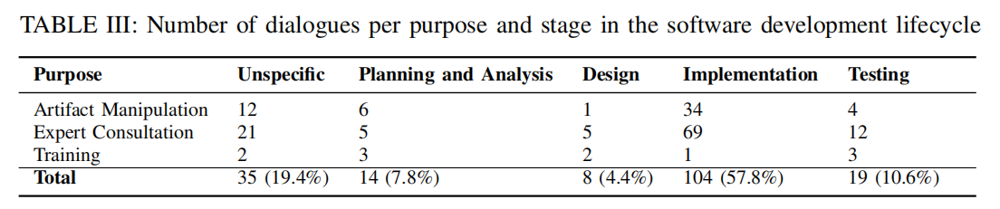 TABLE III: Number of dialogues per purpose and stage in the software development lifecycle
Purpose Unspecific Planning and Analysis Design Implementation Testing
Artifact Manipulation 12 6 1 34 4
Expert Consultation 21 5 5 69 12
Training 2 3 2 1 3
Total 35 (19.4%) 14 (7.8%) 8 (4.4%) 104 (57.8%) 19 (10.6%)